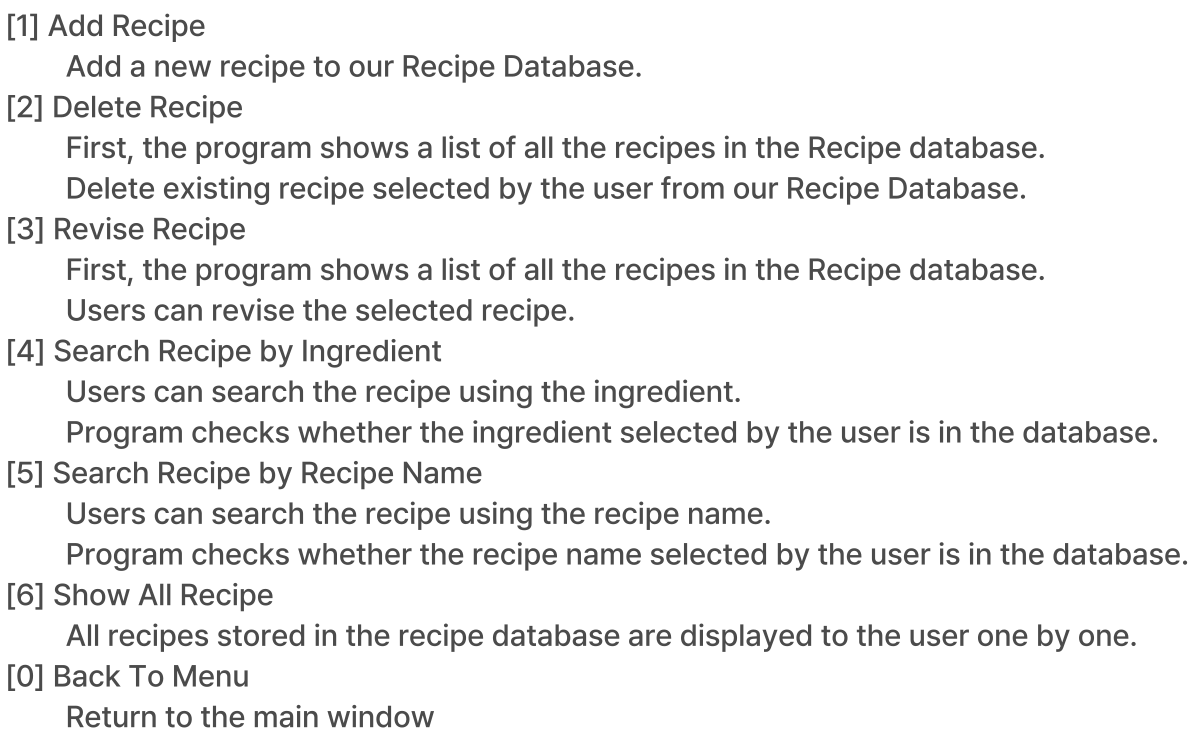 [1] Add Recipe
Add a new recipe to our Recipe Database.
[2] Delete Recipe
First, the program shows a list of all the recipes in the Recipe database.
Delete existing recipe selected by the user from our Recipe Database.
[3] Revise Recipe
First, the program shows a list of all the recipes in the Recipe database.
Users can revise the selected recipe.
[4] Search Recipe by Ingredient
Users can search the recipe using the ingredient.
Program checks whether the ingredient selected by the user is in the database.
[5] Search Recipe by Recipe Name
Users can search the recipe using the recipe name.
Program checks whether the recipe name selected by the user is in the database.
[6] Show All Recipe
All recipes stored in the recipe database are displayed to the user one by one.
[0] Back To Menu
Return to the main window